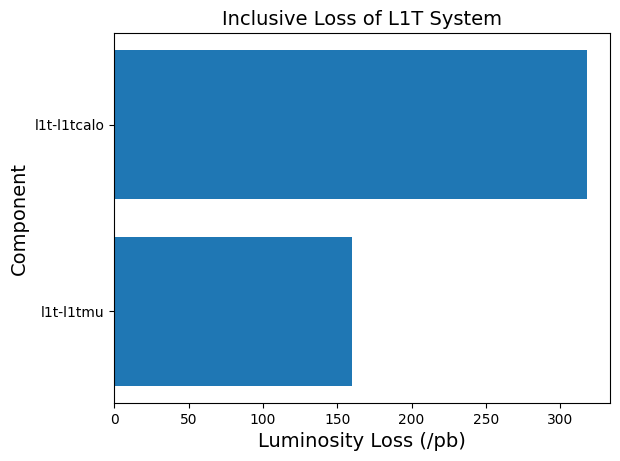 Inclusive Loss of L1T System
Component
l1t-l1tcalo
l1t-l1tmu
0 50 100 150 200 250 300
Luminosity Loss (/pb)